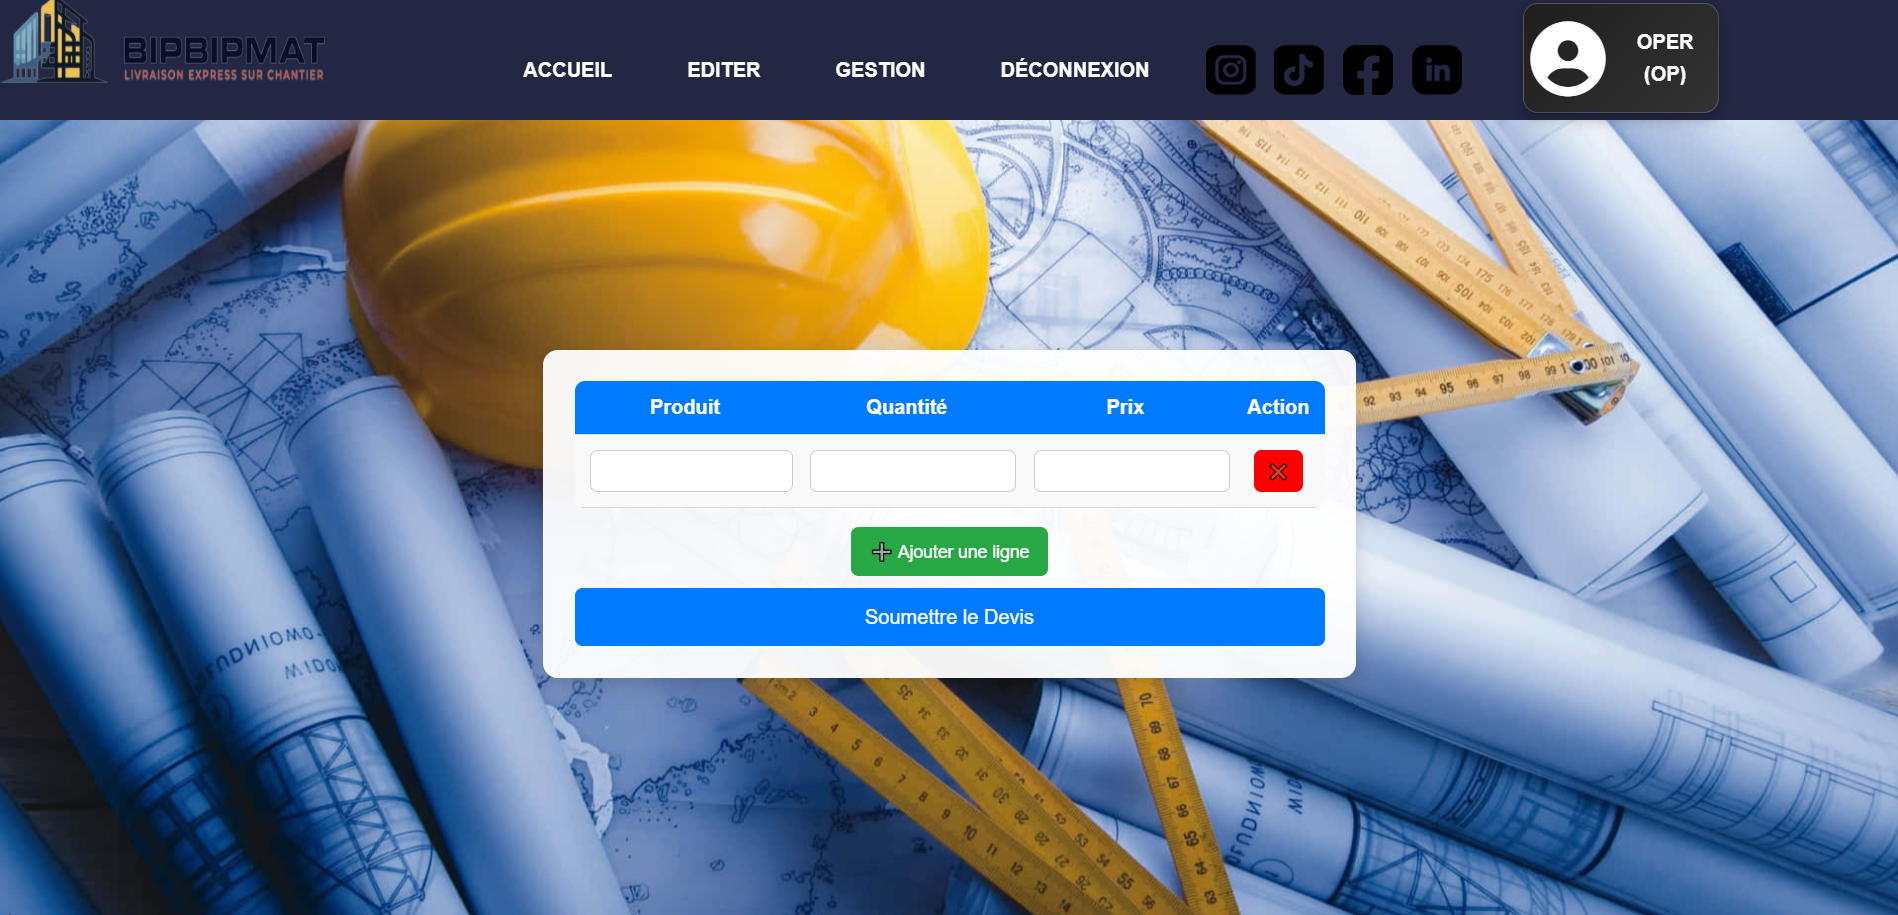 BIPBIPMAT
LIVRAISON EXPRESS SUR CHANTIER
ACCUEIL
EDITER
GESTION
DÉCONNEXION
OPER
(OP)
Produit
Quantité
Prix
Action
Ajouter une ligne
Soumettre le Devis